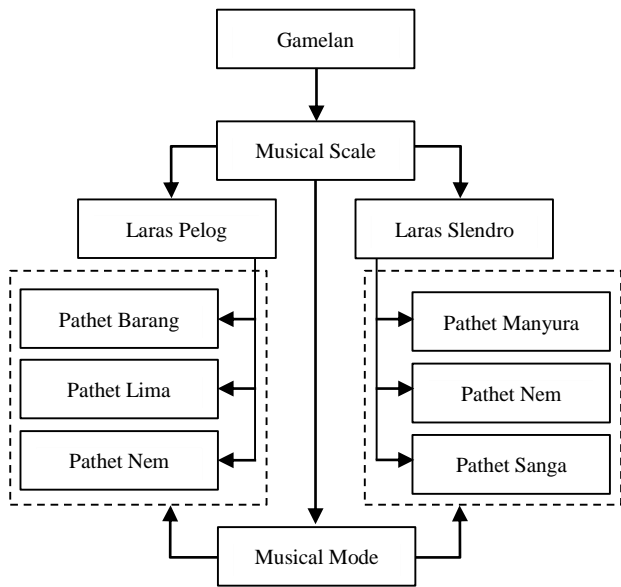 Gamelan
Musical Scale
Laras Pelog
Laras Slendro
Pathet Barang
Pathet Lima
Pathet Nem
Pathet Manyura
Pathet Nem
Pathet Sanga
Musical Mode